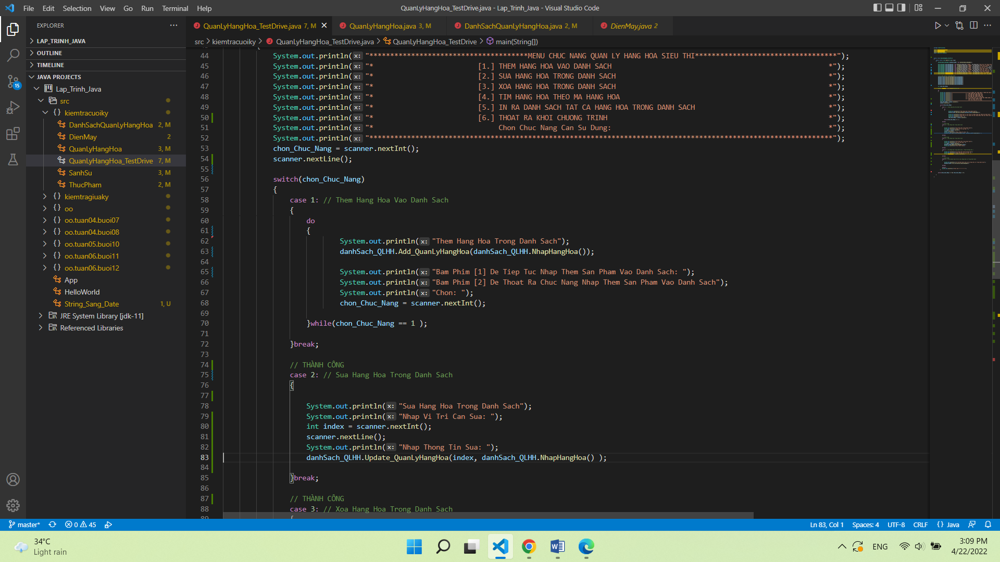 File Edit Selection View Go Run Terminal Help
QuanLyHangHoa_TestDrive.java - Lap_Trinh_Java - Visual Studio Code
EXPLORER
LAP_TRINH_JAVA
OUTLINE
TIMELINE
JAVA PROJECTS
Lap_Trinh_Java
src
kiemtracuoiky
DanhSachQuanLyHangHoa 2, M
DienMay 2
QuanLyHangHoa 3, M
QuanLyHangHoa_TestDrive 7, M
SanhSu 3, M
ThucPham 2, M
kiemtragiuaky
oo
oo.tuan04.buoi07
oo.tuan04.buoi08
oo.tuan05.buoi10
oo.tuan06.buoi11
oo.tuan06.buoi12
App
HelloWorld
String_Sang_Date 1, U
JRE System Library [jdk-11]
Referenced Libraries
15
QuanLyHangHoa_TestDrive.java 7, M
QuanLyHangHoa.java 3, M
DanhSachQuanLyHangHoa.java 2, M
DienMay.java 2
src > kiemtracuoiky > QuanLyHangHoa_TestDrive.java > QuanLyHangHoa_TestDrive > main(String[])
44 System.out.println(x: "**************************************MENU CHUC NANG QUAN LY HANG HOA SIEU THI**********************************");
45 System.out.println(x: "* [1.] THEM HANG HOA VAO DANH SACH *");
46 System.out.println(x: "* [2.] SUA HANG HOA TRONG DANH SACH *");
47 System.out.println(x: "* [3.] XOA HANG HOA TRONG DANH SACH *");
48 System.out.println(x: "* [4.] TIM HANG HOA THEO MA HANG HOA *");
49 System.out.println(x: "* [5.] IN RA DANH SACH TAT CA HANG HOA TRONG DANH SACH *");
50 System.out.println(x: "* [6.] THOAT RA KHOI CHUONG TRINH *");
51 System.out.println(x: "* Chon Chuc Nang Can Su Dung: *");
52 System.out.println(x: "***************************************************************************************************************");
53 chon_Chuc_Nang = scanner.nextInt();
54 scanner.nextLine();
55
56 switch(chon_Chuc_Nang)
57 {
58 case 1: // Them Hang Hoa Vao Danh Sach
59 {
60 do
61 {
62 System.out.println(x: "Them Hang Hoa Trong Danh Sach");
63 danhSach_QLHH.Add_QuanLyHangHoa(danhSach_QLHH.NhapHangHoa());
64
65 System.out.println(x: "Bam Phim [1] De Tiep Tuc Nhap Them San Pham Vao Danh Sach: ");
66 System.out.println(x: "Bam Phim [2] De Thoat Ra Chuc Nang Nhap Them San Pham Vao Danh Sach");
67 System.out.println(x: "Chon: ");
68 chon_Chuc_Nang = scanner.nextInt();
69
70 }while(chon_Chuc_Nang == 1 );
71
72 }break;
73
74 // THÀNH CÔNG
75 case 2: // Sua Hang Hoa Trong Danh Sach
76 {
77
78 System.out.println(x: "Sua Hang Hoa Trong Danh Sach");
79 System.out.println(x: "Nhap Vi Tri Can Sua: ");
80 int index = scanner.nextInt();
81 scanner.nextLine();
82 System.out.println(x: "Nhap Thong Tin Sua: ");
83 danhSach_QLHH.Update_QuanLyHangHoa(index, danhSach_QLHH.NhapHangHoa() );
84
85 }break;
86
87 // THÀNH CÔNG
88 case 3: // Xoa Hang Hoa Trong Danh Sach
89 {
master* 0 45
Ln 83, Col 1 Spaces: 4 UTF-8 CRLF {} Java
34°C
Light rain
ENG
3:09 PM
4/22/2022